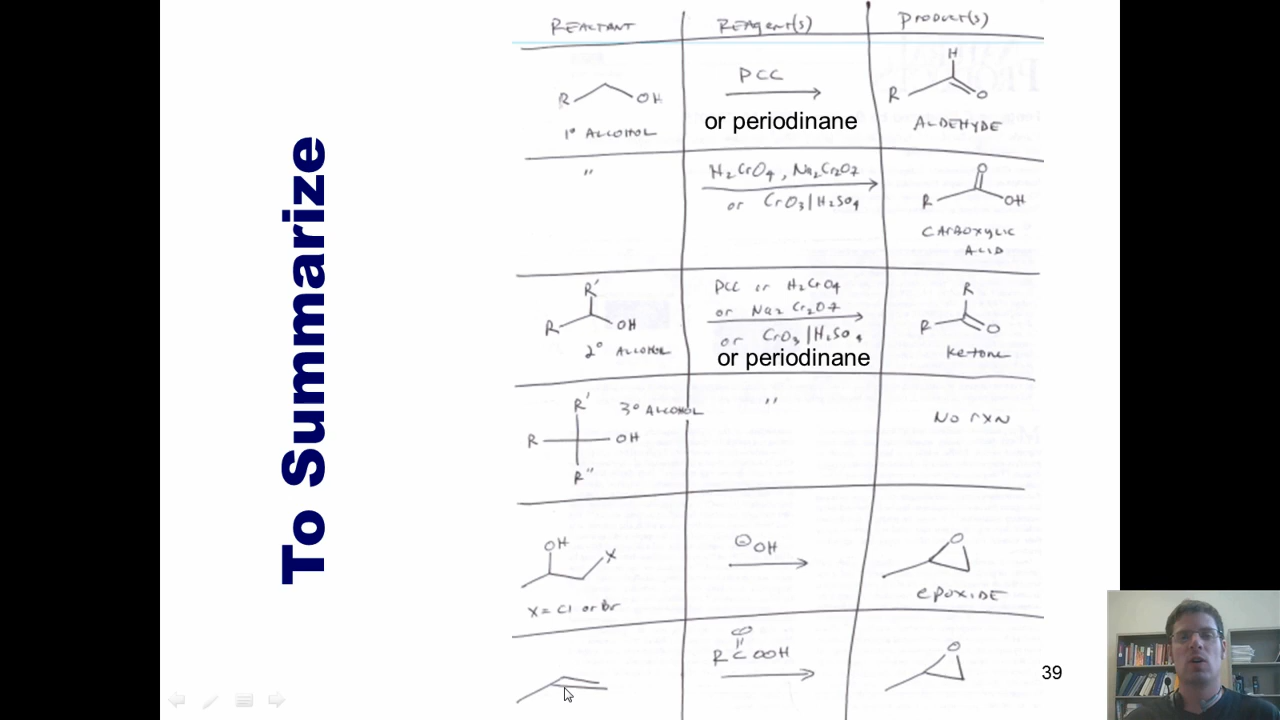 To Summarize
REACTANT REAGENT(S) PRODUCT(S)
R OH
1° ALCOHOL
PCC
or periodinane
H
R O
ALDEHYDE
"
H₂CrO₄, Na₂Cr₂O₇
or CrO₃/H₂SO₄
O
R OH
CARBOXYLIC
ACID
R'
R OH
2° ALCOHOL
PCC or H₂CrO₄
or Na₂Cr₂O₇
or CrO₃/H₂SO₄
or periodinane
R
R O
Ketone
R' 3° ALCOHOL
R OH
R"
"
NO rXN
OH
X
X = Cl or Br
⊖OH
O
EPOXIDE
O
R C OOH
O
39